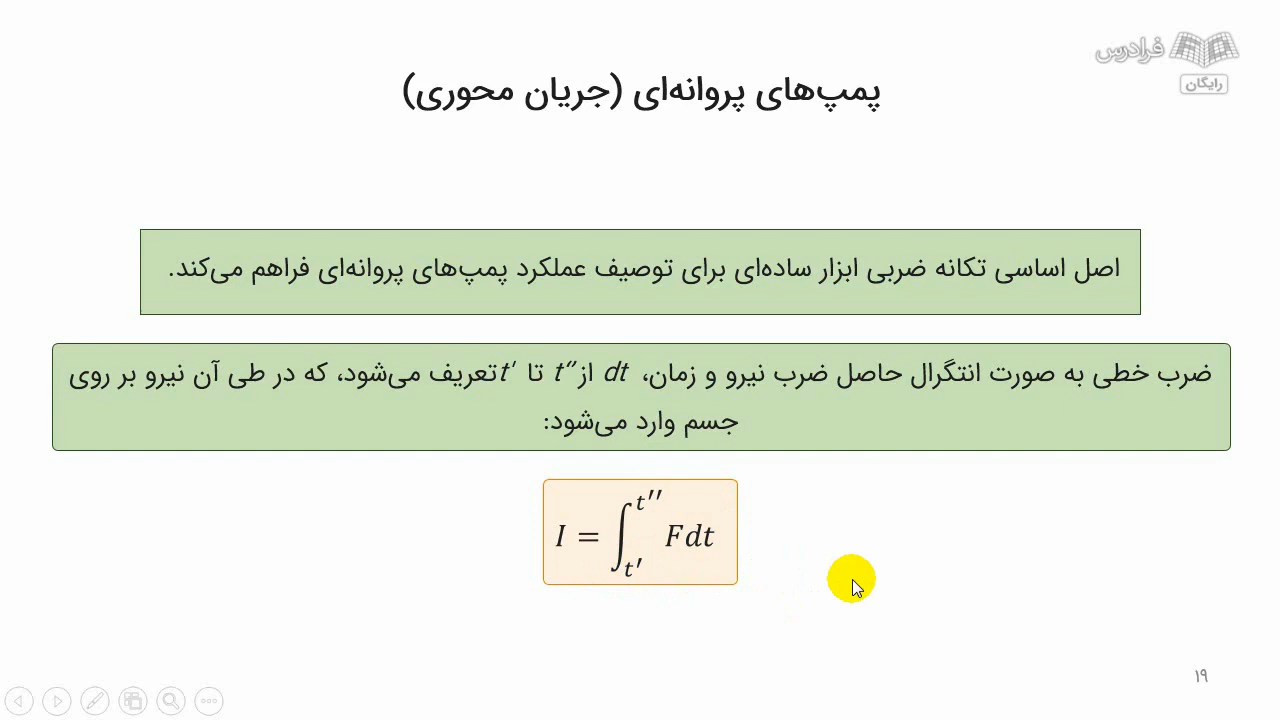 فرادرس
رایگان
پمپ‌های پروانه‌ای (جریان محوری)
اصل اساسی تکانه ضربی ابزار ساده‌ای برای توصیف عملکرد پمپ‌های پروانه‌ای فراهم می‌کند.
ضرب خطی به صورت انتگرال حاصل ضرب نیرو و زمان، dt از t″ تا t′ تعریف می‌شود، که در طی آن نیرو بر روی
جسم وارد می‌شود:
I = ∫_{t′}^{t′′} Fdt
۱۹